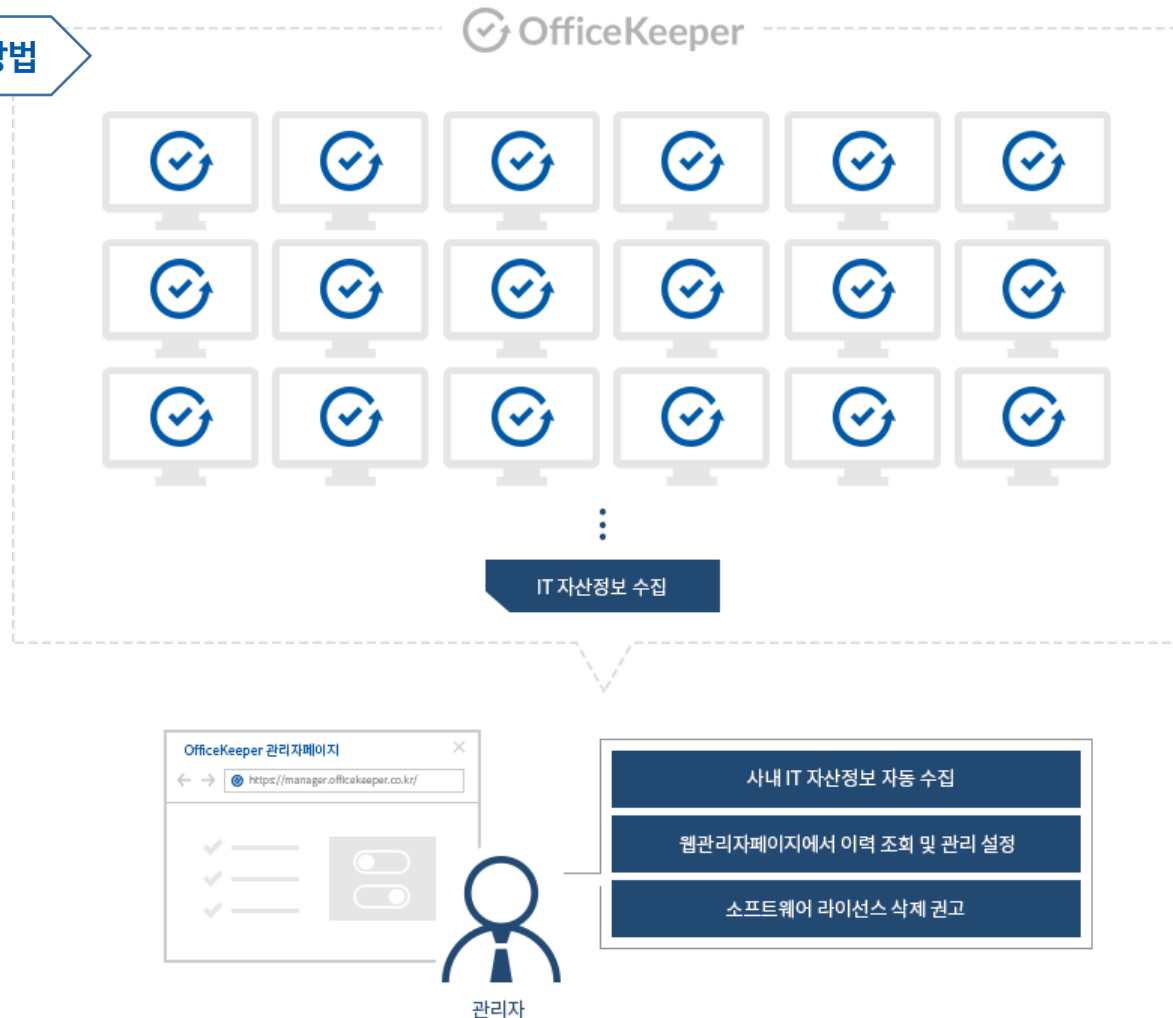 OfficeKeeper
법
IT 자산정보 수집
OfficeKeeper 관리자페이지
https://manager.officekeeper.co.kr/
사내 IT 자산정보 자동 수집
웹관리자페이지에서 이력 조회 및 관리 설정
소프트웨어 라이선스 삭제 권고
관리자